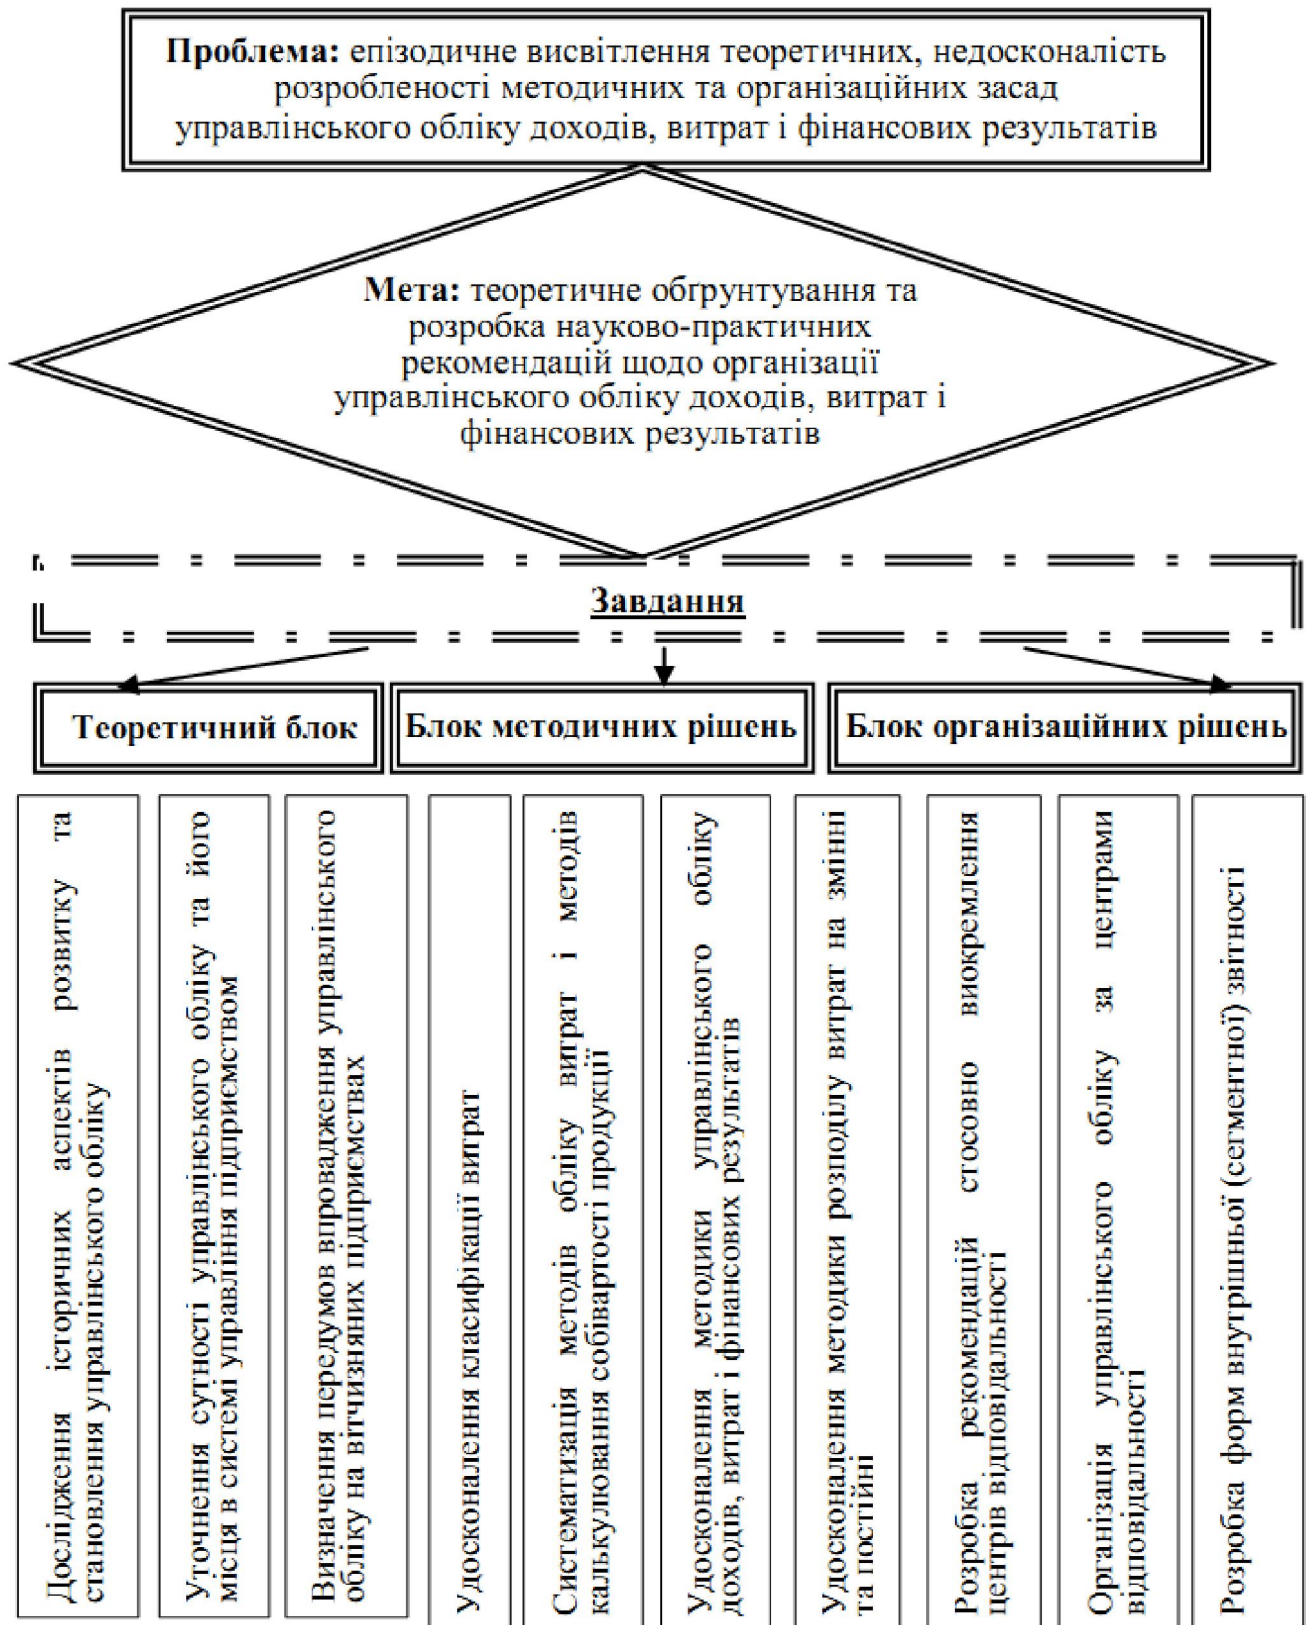 Проблема: епізодичне висвітлення теоретичних, недосконалість
розробленості методичних та організаційних засад
управлінського обліку доходів, витрат і фінансових результатів
Мета: теоретичне обґрунтування та
розробка науково-практичних
рекомендацій щодо організації
управлінського обліку доходів, витрат і
фінансових результатів
Завдання
Теоретичний блок
Блок методичних рішень
Блок організаційних рішень
Дослідження історичних аспектів розвитку та
становлення управлінського обліку
Уточнення сутності управлінського обліку та його
місця в системі управління підприємством
Визначення передумов впровадження управлінського
обліку на вітчизняних підприємствах
Удосконалення класифікації витрат
Систематизація методів обліку витрат і методів
калькулювання собівартості продукції
Удосконалення методики управлінського обліку
доходів, витрат і фінансових результатів
Удосконалення методики розподілу витрат на змінні
та постійні
Розробка рекомендацій стосовно виокремлення
центрів відповідальності
Організація управлінського обліку за центрами
відповідальності
Розробка форм внутрішньої (сегментної) звітності